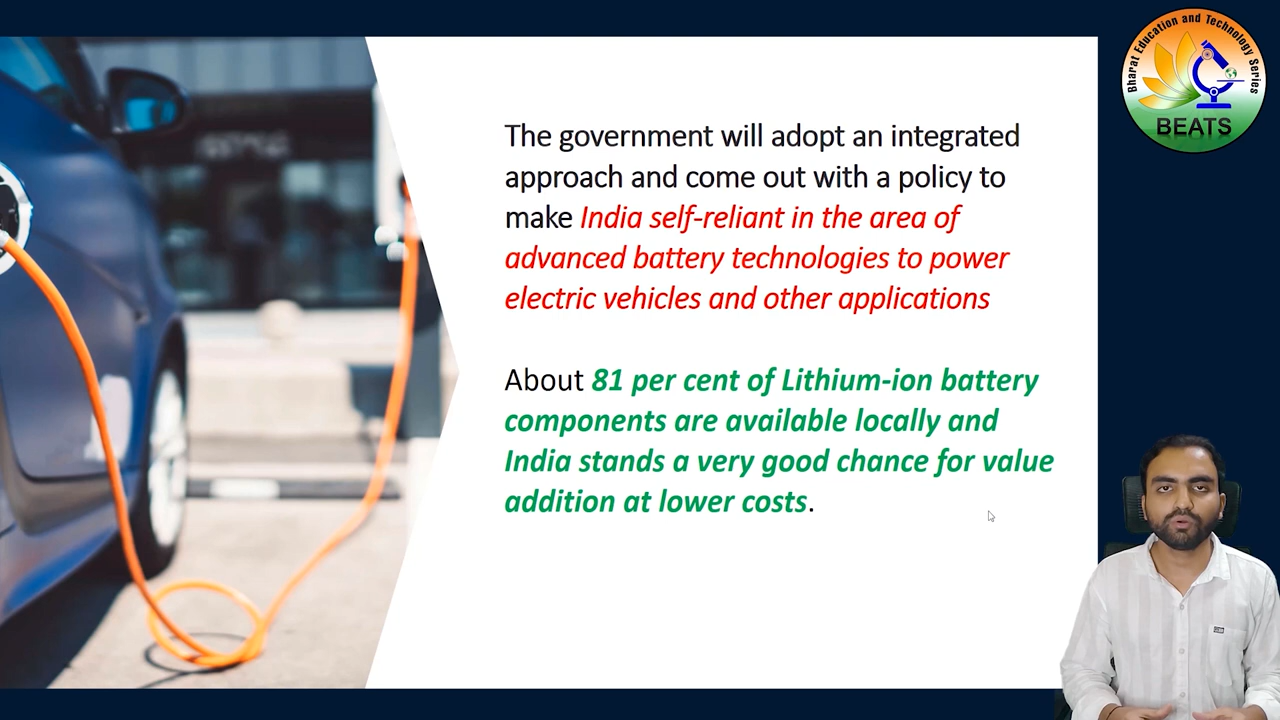 Bharat Education and Technology Series
BEATS
The government will adopt an integrated
approach and come out with a policy to
make India self-reliant in the area of
advanced battery technologies to power
electric vehicles and other applications
About 81 per cent of Lithium-ion battery
components are available locally and
India stands a very good chance for value
addition at lower costs.